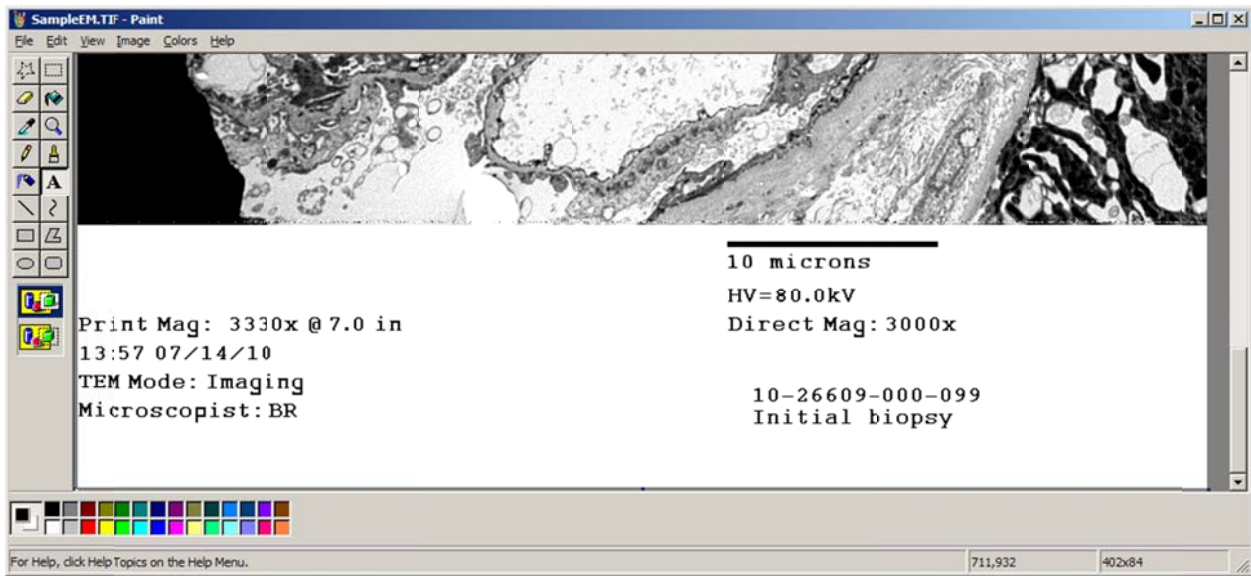 SampleEM.TIF - Paint
File Edit View Image Colors Help
A
10 microns
HV=80.0kV
Print Mag: 3330x @ 7.0 in
Direct Mag: 3000x
13:57 07/14/10
TEM Mode: Imaging
Microscopist: BR
10-26609-000-099
Initial biopsy
For Help, click Help Topics on the Help Menu.
711,932
402x84